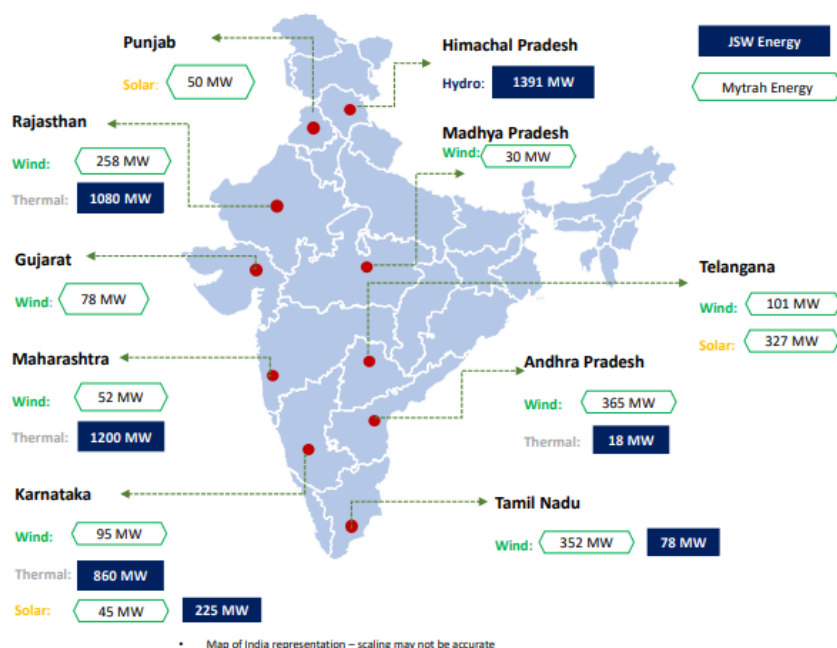 Punjab
Solar: 50 MW
Himachal Pradesh
Hydro: 1391 MW
JSW Energy
Mytrah Energy
Rajasthan
Wind: 258 MW
Thermal: 1080 MW
Madhya Pradesh
Wind: 30 MW
Gujarat
Wind: 78 MW
Telangana
Wind: 101 MW
Solar: 327 MW
Maharashtra
Wind: 52 MW
Thermal: 1200 MW
Andhra Pradesh
Wind: 365 MW
Thermal: 18 MW
Karnataka
Wind: 95 MW
Thermal: 860 MW
Solar: 45 MW 225 MW
Tamil Nadu
Wind: 352 MW 78 MW
• Map of India representation – scaling may not be accurate